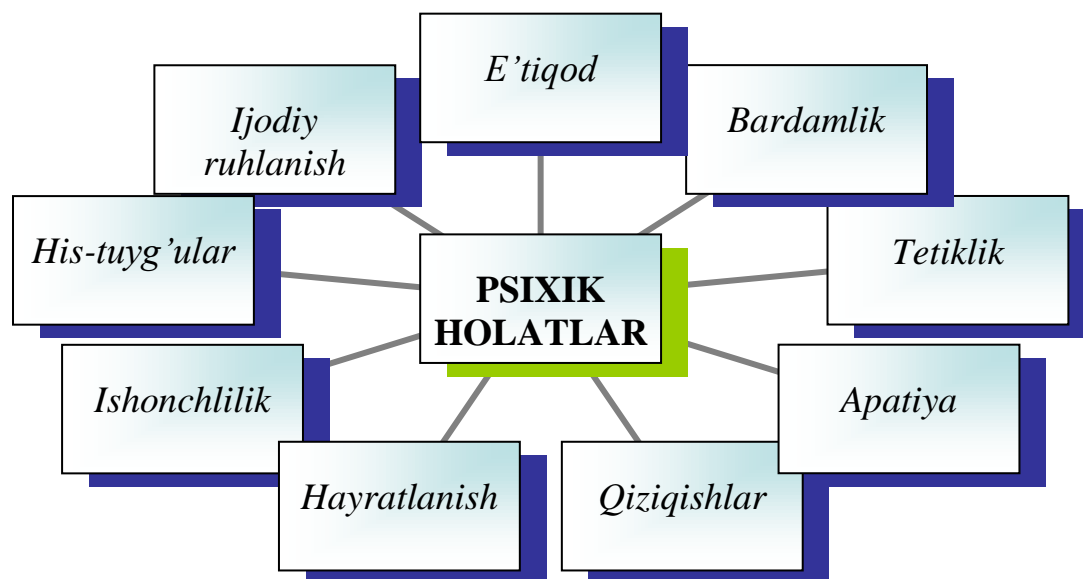 E’tiqod
Ijodiy
ruhlanish
Bardamlik
His-tuyg’ular
Tetiklik
PSIXIK
HOLATLAR
Ishonchlilik
Apatiya
Hayratlanish
Qiziqishlar